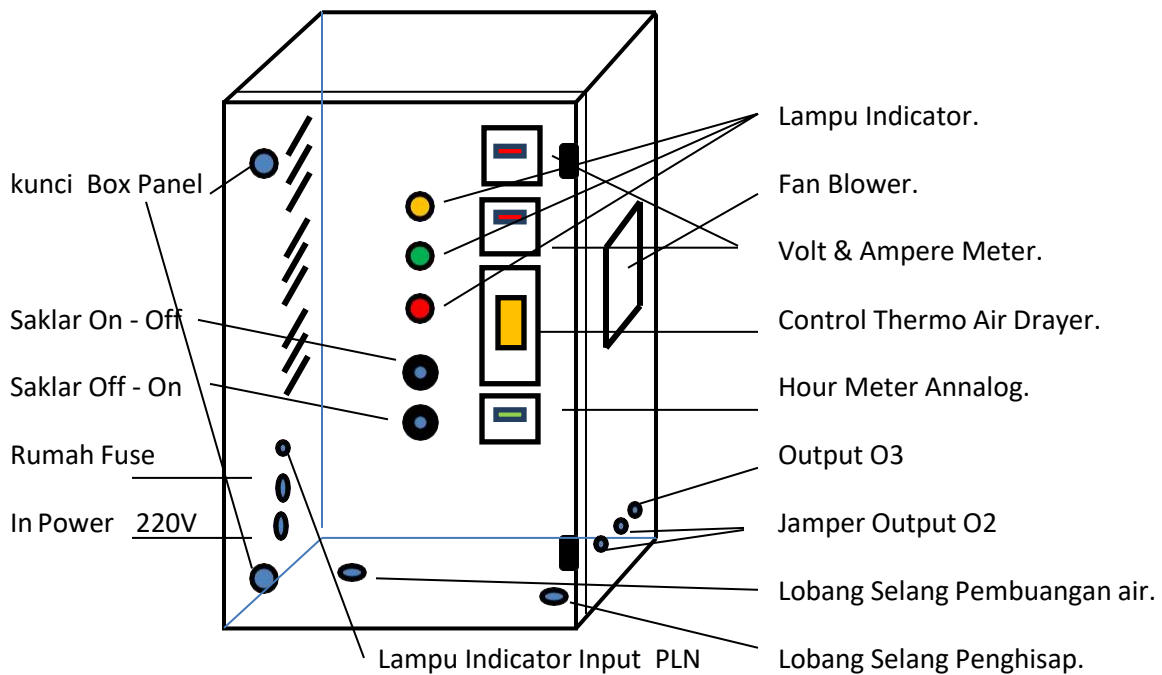 kunci Box Panel
Saklar On - Off
Saklar Off - On
Rumah Fuse
In Power 220V
Lampu Indicator Input PLN
Lampu Indicator.
Fan Blower.
Volt & Ampere Meter.
Control Thermo Air Drayer.
Hour Meter Annalog.
Output O3
Jamper Output O2
Lobang Selang Pembuangan air.
Lobang Selang Penghisap.